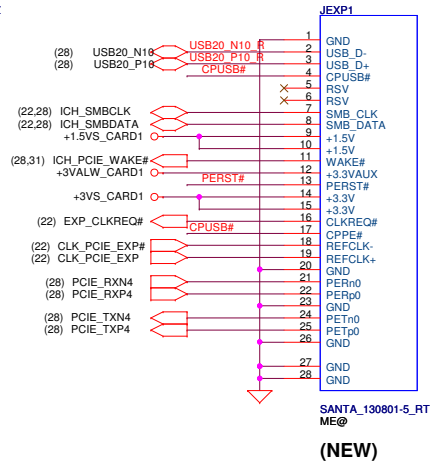 JEXP1
1 GND
(28) USB20_N10 USB20_N10_R 2 USB_D-
(28) USB20_P10 USB20_P10_R 3 USB_D+
CPUSB# 4 CPUSB#
5 RSV
6 RSV
(22,28) ICH_SMBCLK 7 SMB_CLK
(22,28) ICH_SMBDATA 8 SMB_DATA
+1.5VS_CARD1 9 +1.5V
10 +1.5V
(28,31) ICH_PCIE_WAKE# 11 WAKE#
+3VALW_CARD1 12 +3.3VAUX
PERST# 13 PERST#
+3VS_CARD1 14 +3.3V
15 +3.3V
(22) EXP_CLKREQ# 16 CLKREQ#
CPUSB# 17 CPPE#
(22) CLK_PCIE_EXP# 18 REFCLK-
(22) CLK_PCIE_EXP 19 REFCLK+
20 GND
(28) PCIE_RXN4 21 PERn0
(28) PCIE_RXP4 22 PERp0
23 GND
(28) PCIE_TXN4 24 PETn0
(28) PCIE_TXP4 25 PETp0
26 GND
27 GND
28 GND
SANTA_130801-5_RT
ME@
(NEW)